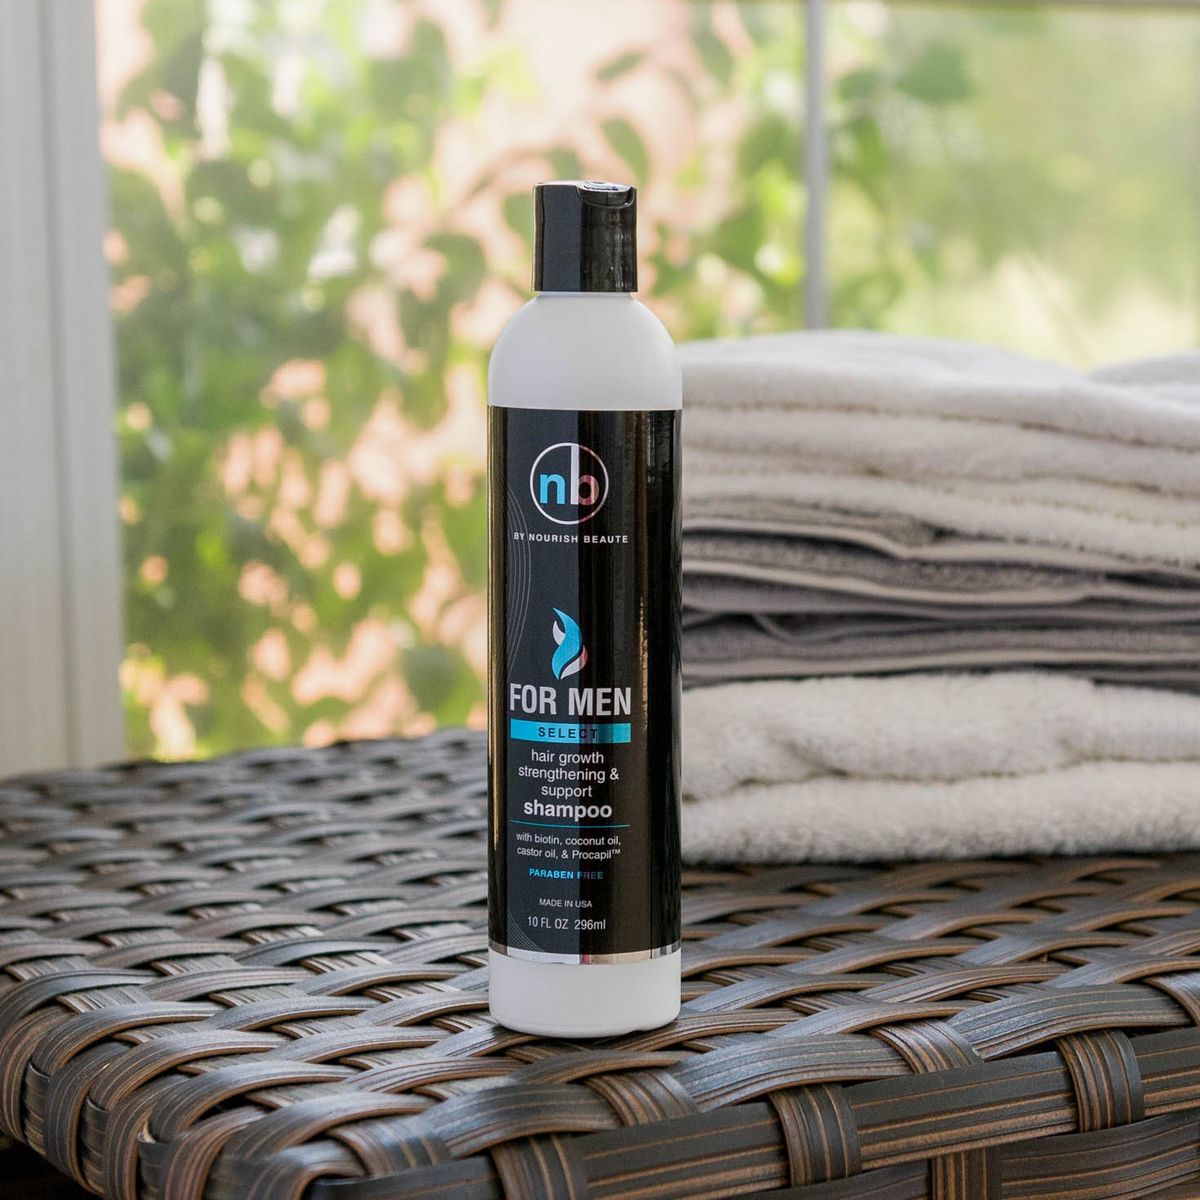 nb
BY NOURISH BEAUTE
FOR MEN
SELECT
hair growth
strengthening &
support
shampoo
with biotin, coconut oil,
castor oil, & Procapil™
PARABEN FREE
MADE IN USA
10 FL OZ 296ml